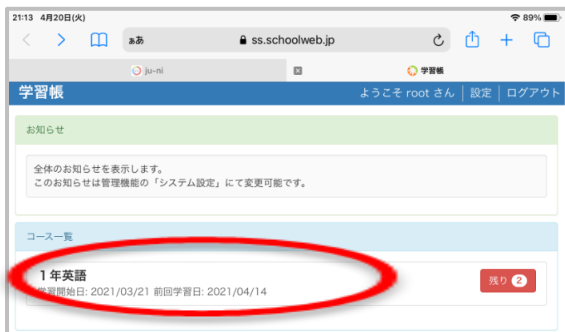 21:13 4月20日(火) 89%
ああ ss.schoolweb.jp
ju-ni 学習帳
学習帳 ようこそ root さん 設定 ログアウト
お知らせ
全体のお知らせを表示します。
このお知らせは管理機能の「システム設定」にて変更可能です。
コース一覧
1年英語
学習開始日: 2021/03/21 前回学習日: 2021/04/14 残り 2